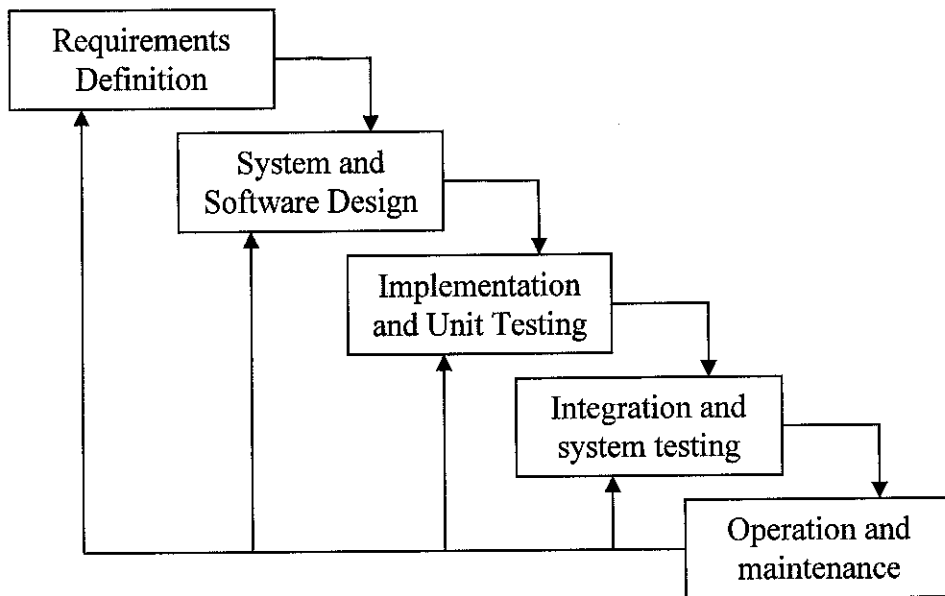 Requirements
Definition
System and
Software Design
Implementation
and Unit Testing
Integration and
system testing
Operation and
maintenance